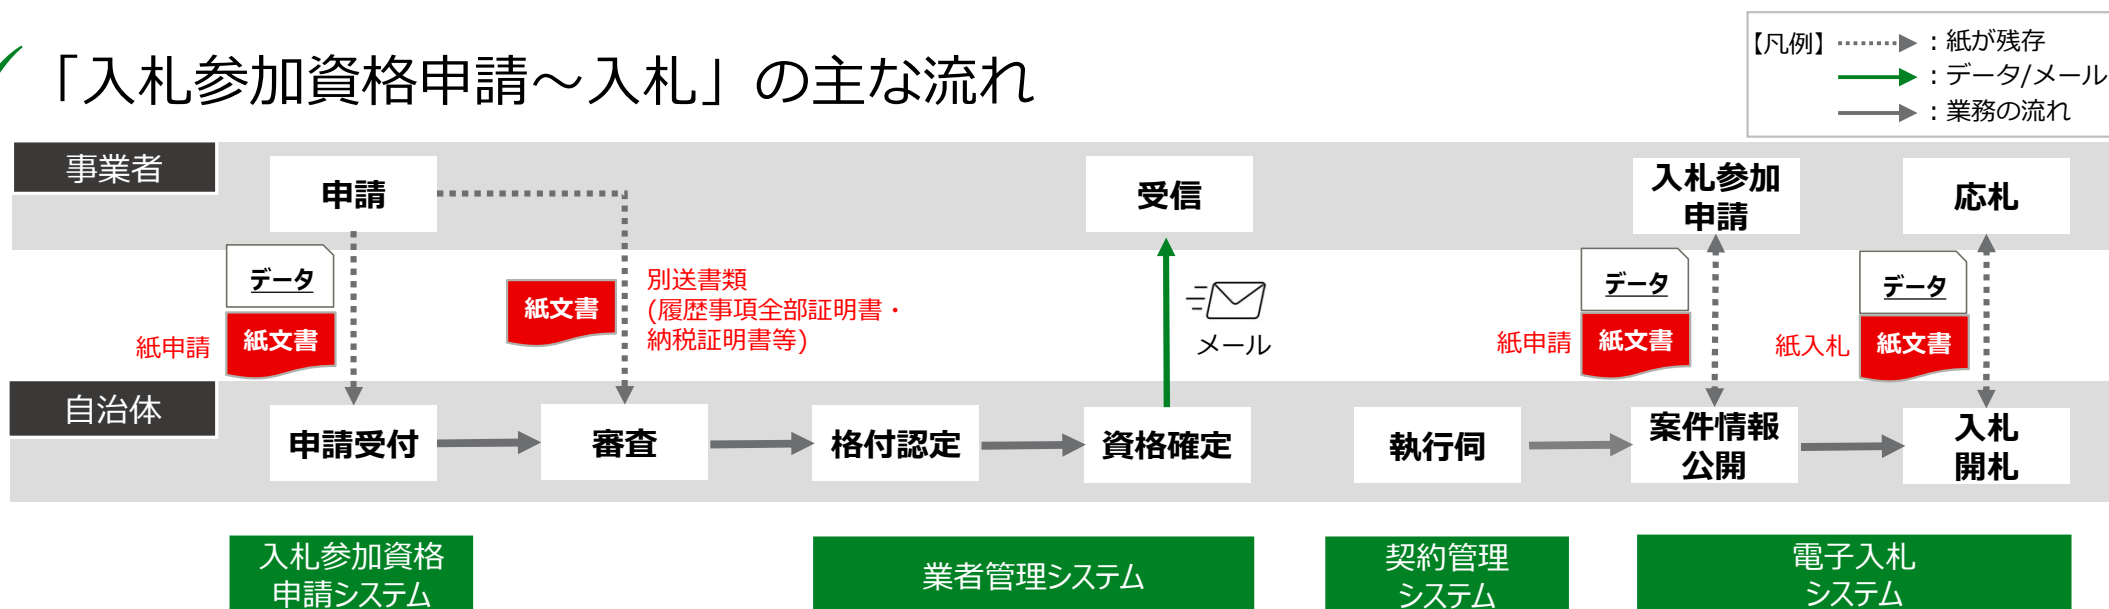 「入札参加資格申請～入札」の主な流れ
【凡例】
：紙が残存
：データ/メール
：業務の流れ
事業者
申請
受信
入札参加
申請
応札
データ
紙文書
紙申請
紙文書
別送書類
(履歴事項全部証明書・
納税証明書等)
メール
データ
紙文書
紙申請
データ
紙文書
紙入札
自治体
申請受付
審査
格付認定
資格確定
執行伺
案件情報
公開
入札
開札
入札参加資格
申請システム
業者管理システム
契約管理
システム
電子入札
システム